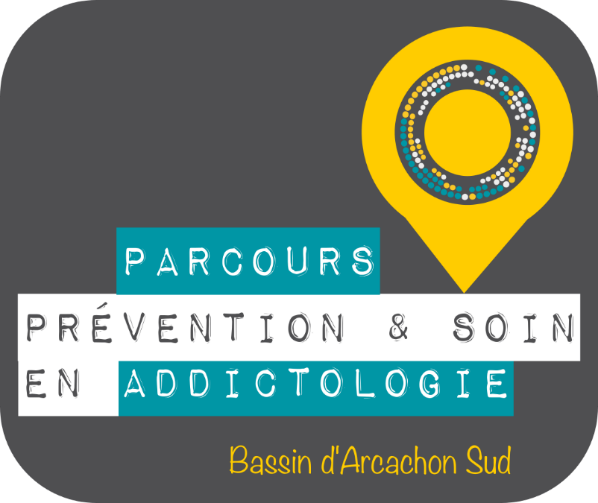 PARCOURS
PRÉVENTION & SOIN
EN ADDICTOLOGIE
Bassin d'Arcachon Sud